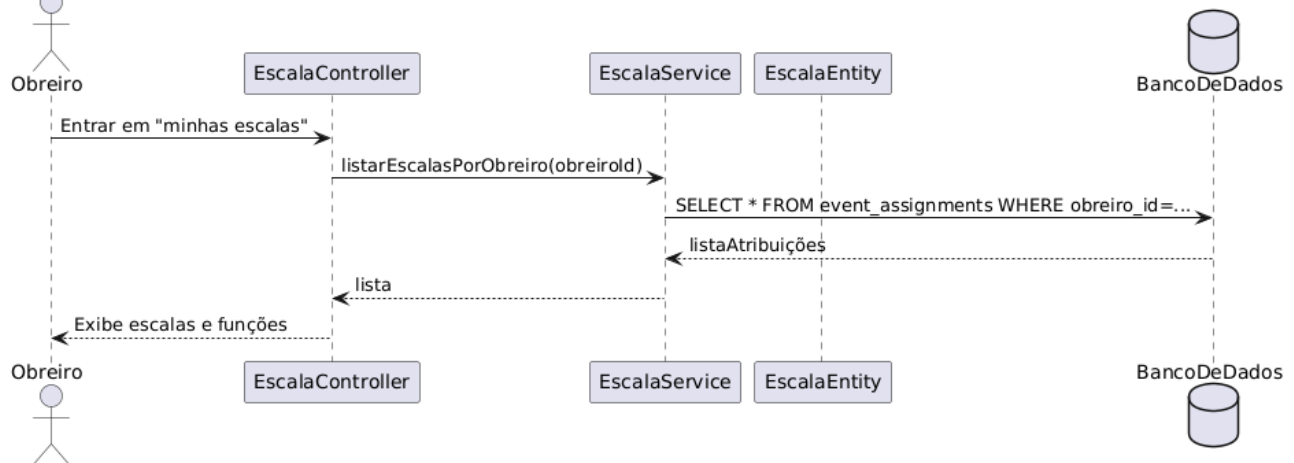 Obreiro
EscalaController
EscalaService
EscalaEntity
BancoDeDados
Entrar em "minhas escalas"
listarEscalasPorObreiro(obreiroId)
SELECT * FROM event_assignments WHERE obreiro_id=...
listaAtribuições
lista
Exibe escalas e funções
Obreiro
EscalaController
EscalaService
EscalaEntity
BancoDeDados